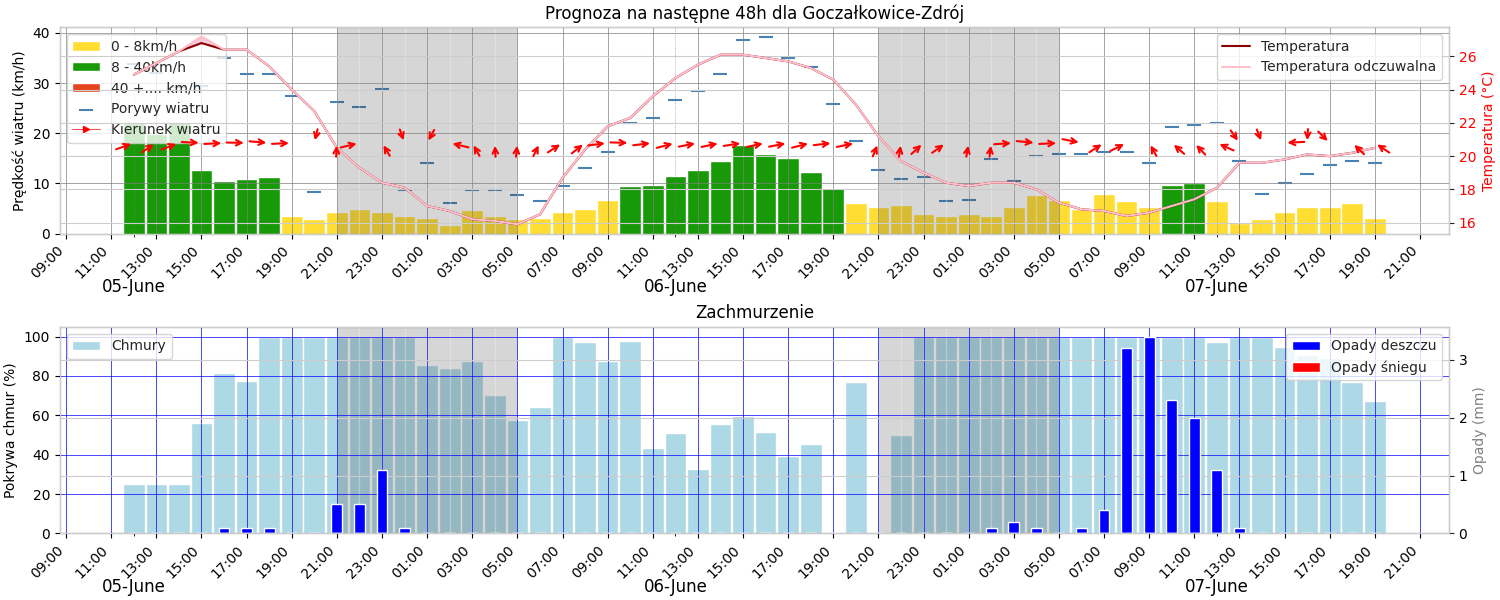 Prognoza na następne 48h dla Goczałkowice-Zdrój
Prędkość wiatru (km/h)
40
30
20
10
0
0 - 8km/h
8 - 40km/h
40 +.... km/h
Porywy wiatru
Kierunek wiatru
Temperatura
Temperatura odczuwalna
26
24
22
20
18
16
Temperatura (°C)
09:00 11:00 13:00 15:00 17:00 19:00 21:00 23:00 01:00 03:00 05:00 07:00 09:00 11:00 13:00 15:00 17:00 19:00 21:00 23:00 01:00 03:00 05:00 07:00 09:00 11:00 13:00 15:00 17:00 19:00 21:00
05-June 06-June 07-June
Zachmurzenie
Pokrywa chmur (%)
100
80
60
40
20
0
Chmury
Opady deszczu
Opady śniegu
3
2
1
0
Opady (mm)
09:00 11:00 13:00 15:00 17:00 19:00 21:00 23:00 01:00 03:00 05:00 07:00 09:00 11:00 13:00 15:00 17:00 19:00 21:00 23:00 01:00 03:00 05:00 07:00 09:00 11:00 13:00 15:00 17:00 19:00 21:00
05-June 06-June 07-June